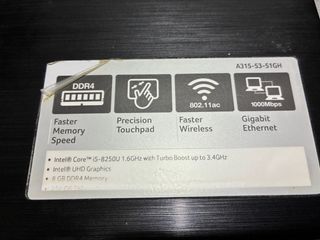 A315-53-51GH
DDR4
802.11ac
1000Mbps
Faster Memory Speed
Precision Touchpad
Faster Wireless
Gigabit Ethernet
• Intel® Core™ i5-8250U 1.6GHz with Turbo Boost up to 3.4GHz
• Intel® UHD Graphics
• 8 GB DDR4 Memory